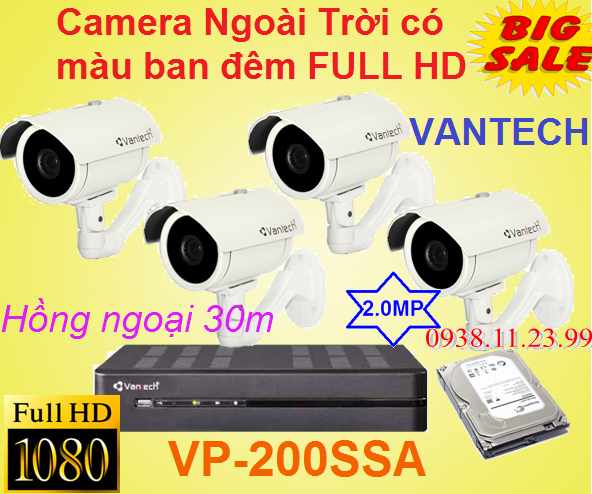 Camera Ngoài Trời có
màu ban đêm FULL HD
BIG
SALE
VANTECH
Vantech
Vantech
Vantech
Vantech
Hồng ngoại 30m
2.0MP
0938.11.23.99
Vantech
Full HD
1080
VP-200SSA